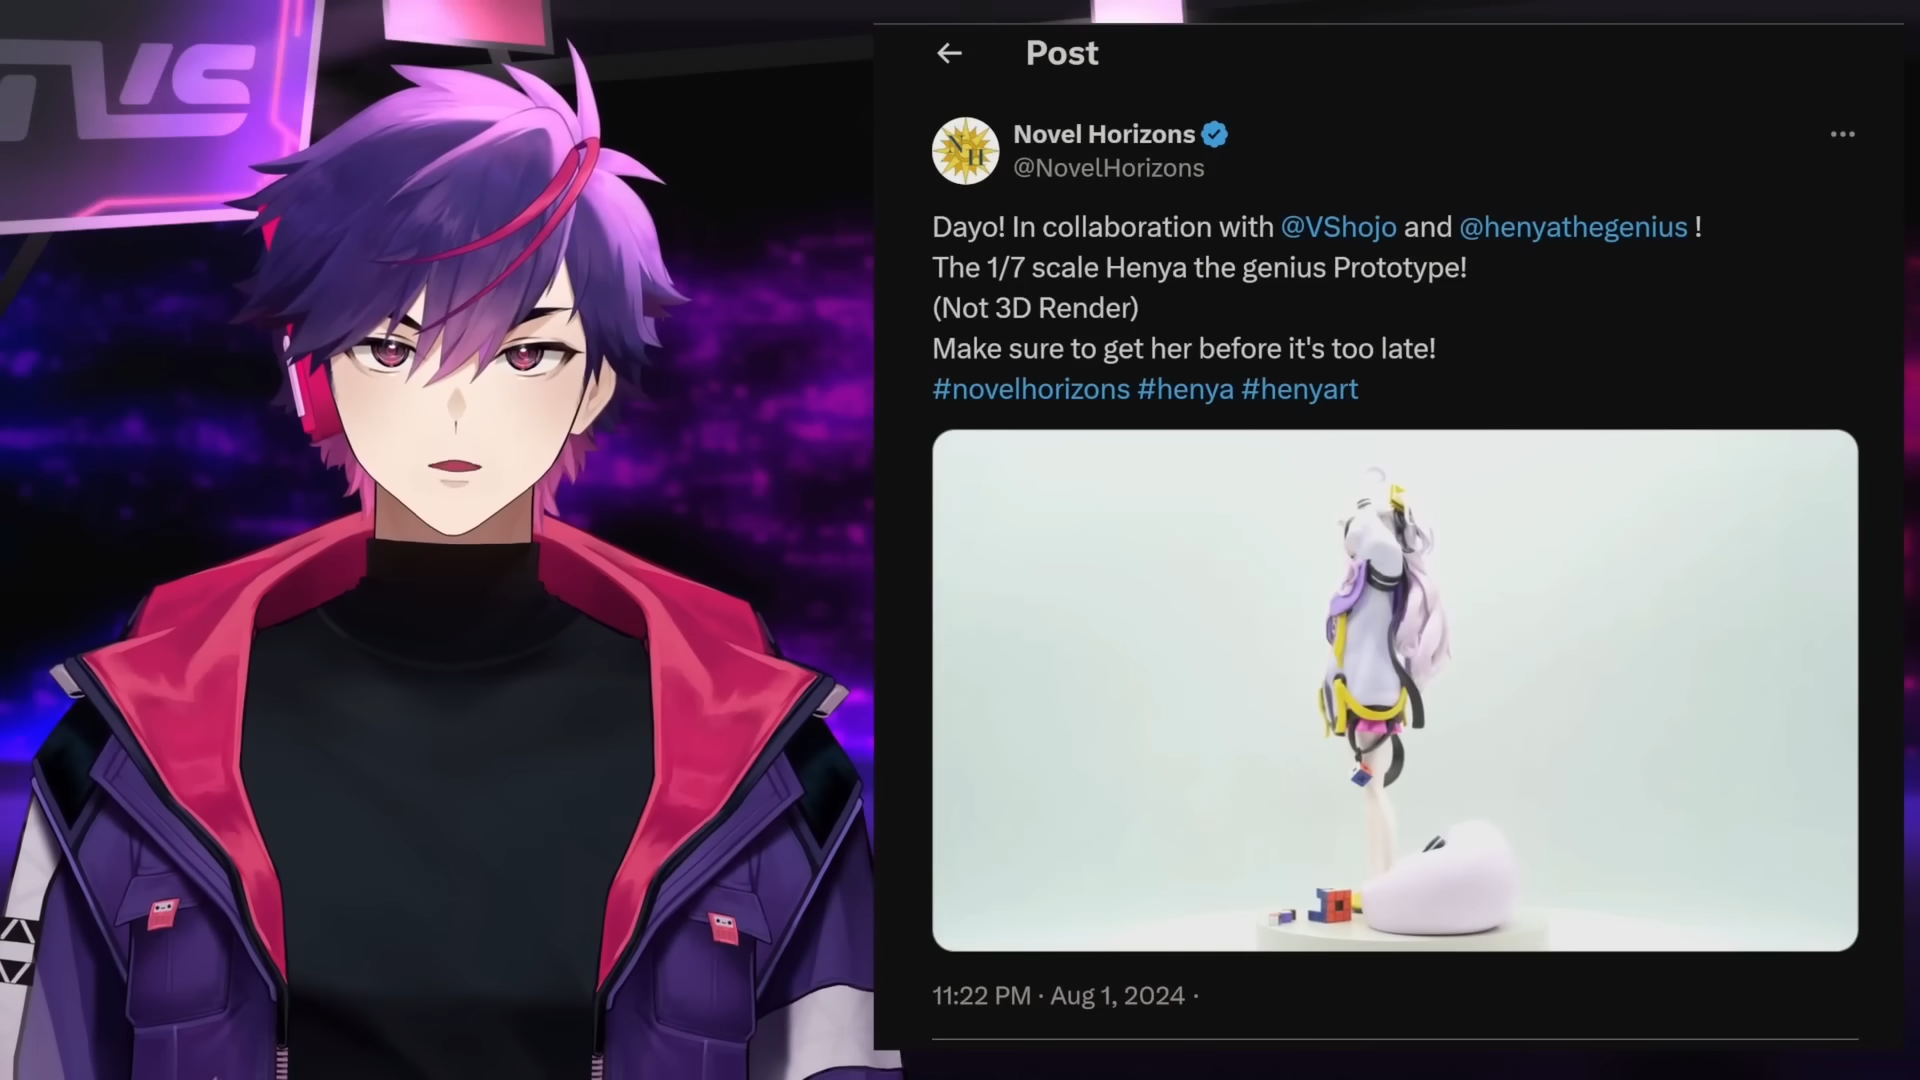 Post
Novel Horizons
@NovelHorizons
Dayo! In collaboration with @VShojo and @henyathegenius !
The 1/7 scale Henya the genius Prototype!
(Not 3D Render)
Make sure to get her before it's too late!
#novelhorizons #henya #henyart
11:22 PM · Aug 1, 2024 ·
NH